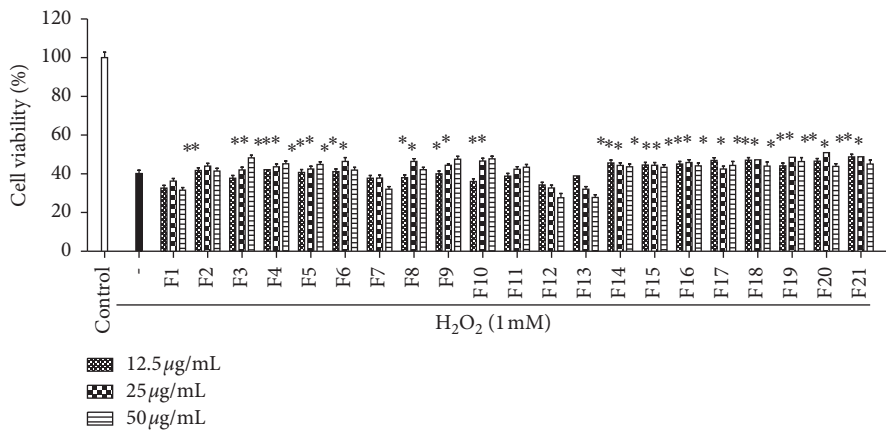 Cell viability (%)
120
100
80
60
40
20
0
** ** *** *** *** ** ** ** *** *** **** * * *** * *** ** * ** *
Control
-
F1
F2
F3
F4
F5
F6
F7
F8
F9
F10
F11
F12
F13
F14
F15
F16
F17
F18
F19
F20
F21
H₂O₂ (1 mM)
12.5 μg/mL
25 μg/mL
50 μg/mL